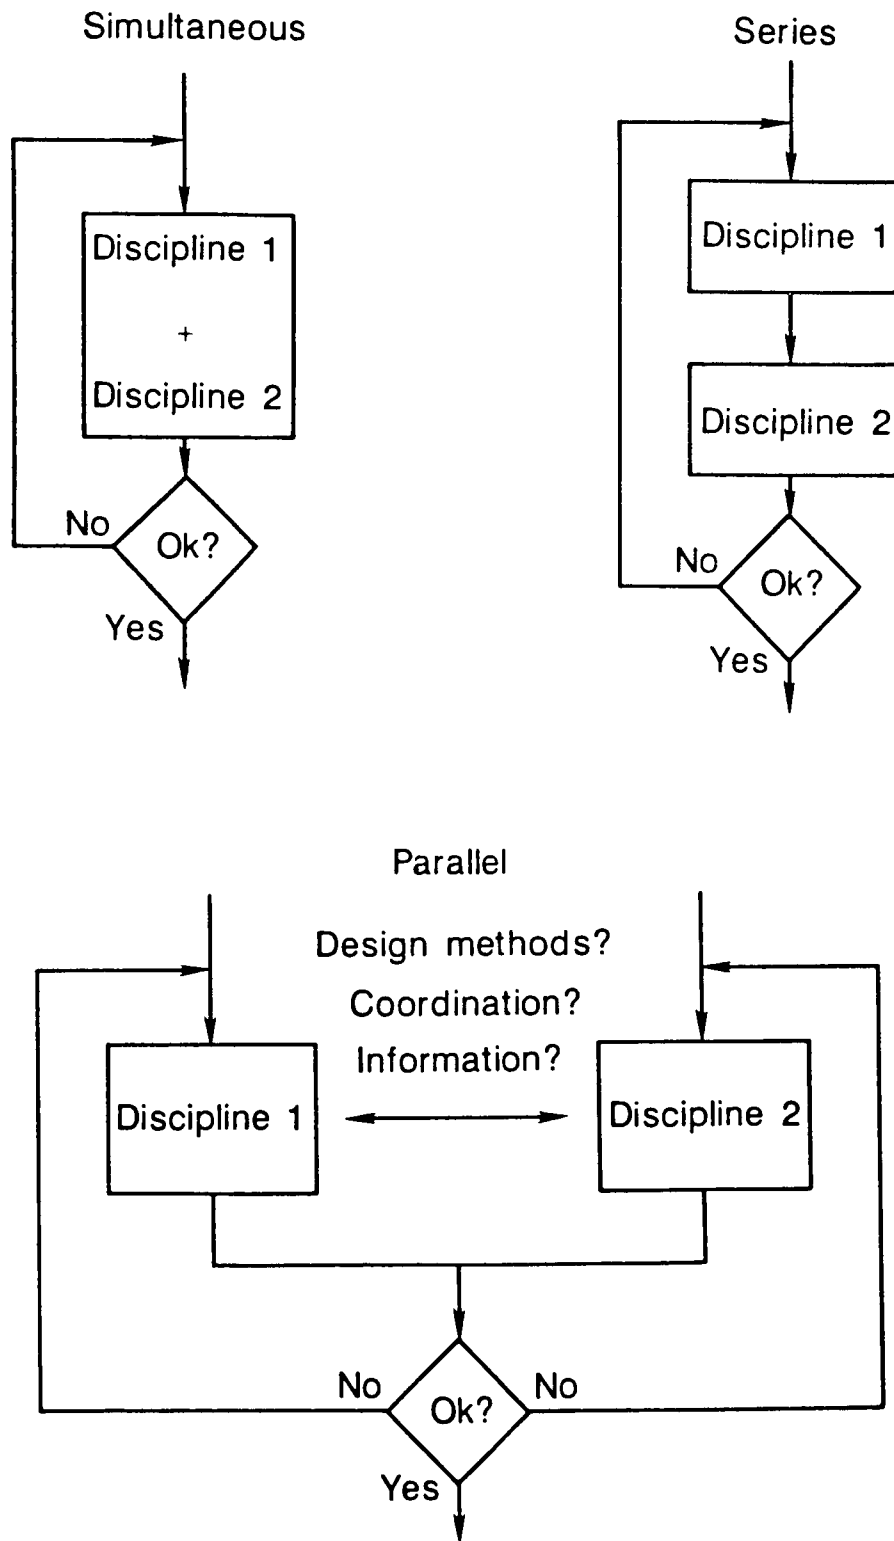 Simultaneous
Discipline 1
+
Discipline 2
No
Ok?
Yes
Series
Discipline 1
Discipline 2
No
Ok?
Yes
Parallel
Design methods?
Coordination?
Information?
Discipline 1
Discipline 2
No
Ok?
No
Yes